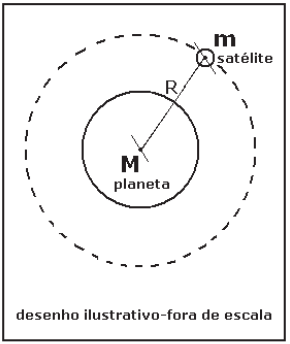 m
satélite
R
M
planeta
desenho ilustrativo-fora de escala